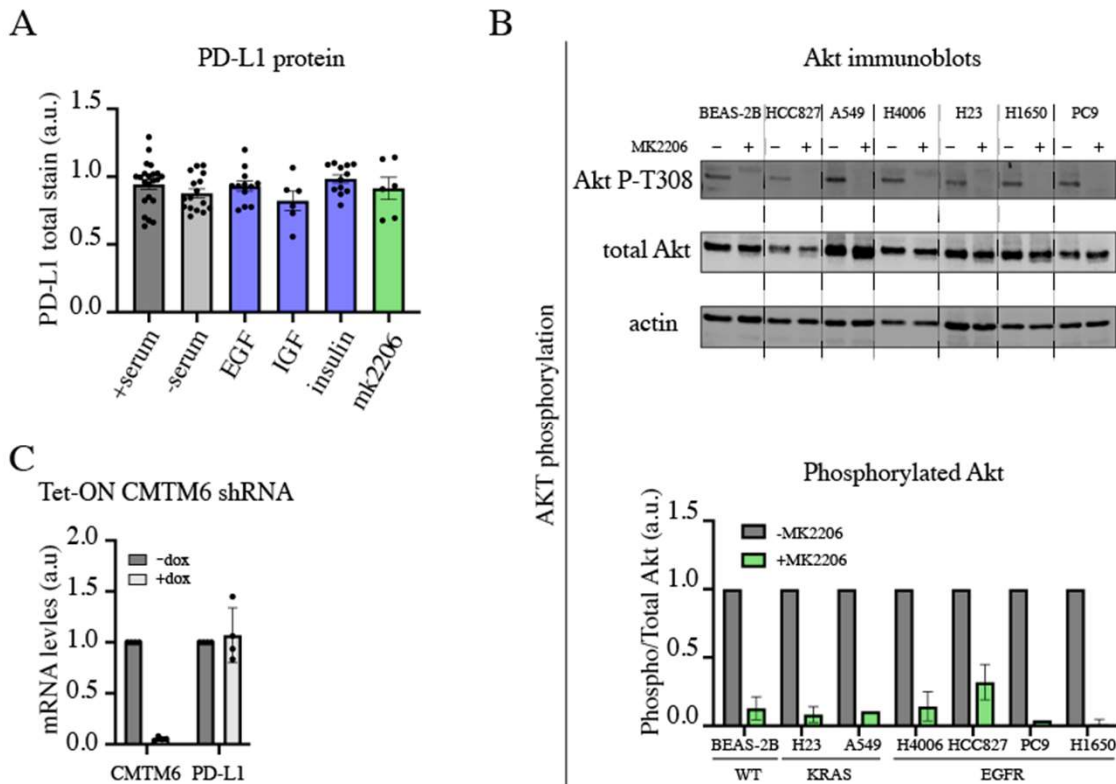 A
PD-L1 protein
PD-L1 total stain (a.u.)
1.5
1.0
0.5
0.0
+serum
-serum
EGF
IGF
insulin
mk2206
B
AKT phosphorylation
Akt immunoblots
BEAS-2B HCC827 A549 H4006 H23 H1650 PC9
MK2206 – + – + – + – + – + – + – +
Akt P-T308
total Akt
actin
Phosphorylated Akt
Phospho/Total Akt (a.u.)
1.5
1.0
0.5
0.0
-MK2206
+MK2206
BEAS-2B H23 A549 H4006 HCC827 PC9 H1650
WT KRAS EGFR
C
Tet-ON CMTM6 shRNA
mRNA levles (a.u)
2.0
1.5
1.0
0.5
0.0
-dox
+dox
CMTM6 PD-L1